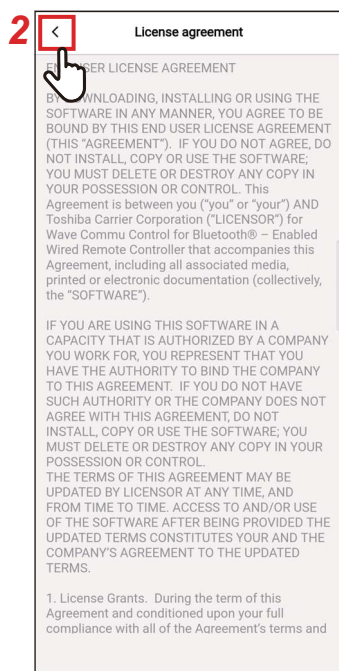 2
License agreement
END USER LICENSE AGREEMENT
BY DOWNLOADING, INSTALLING OR USING THE
SOFTWARE IN ANY MANNER, YOU AGREE TO BE
BOUND BY THIS END USER LICENSE AGREEMENT
(THIS “AGREEMENT”).  IF YOU DO NOT AGREE, DO
NOT INSTALL, COPY OR USE THE SOFTWARE;
YOU MUST DELETE OR DESTROY ANY COPY IN
YOUR POSSESSION OR CONTROL. This
Agreement is between you (“you” or “your”) AND
Toshiba Carrier Corporation (“LICENSOR”) for
Wave Commu Control for Bluetooth® – Enabled
Wired Remote Controller that accompanies this
Agreement, including all associated media,
printed or electronic documentation (collectively,
the “SOFTWARE”).
IF YOU ARE USING THIS SOFTWARE IN A
CAPACITY THAT IS AUTHORIZED BY A COMPANY
YOU WORK FOR, YOU REPRESENT THAT YOU
HAVE THE AUTHORITY TO BIND THE COMPANY
TO THIS AGREEMENT.  IF YOU DO NOT HAVE
SUCH AUTHORITY OR THE COMPANY DOES NOT
AGREE WITH THIS AGREEMENT, DO NOT
INSTALL, COPY OR USE THE SOFTWARE; YOU
MUST DELETE OR DESTROY ANY COPY IN YOUR
POSSESSION OR CONTROL.
THE TERMS OF THIS AGREEMENT MAY BE
UPDATED BY LICENSOR AT ANY TIME, AND
FROM TIME TO TIME. ACCESS TO AND/OR USE
OF THE SOFTWARE AFTER BEING PROVIDED THE
UPDATED TERMS CONSTITUTES YOUR AND THE
COMPANY’S AGREEMENT TO THE UPDATED
TERMS.
1. License Grants.  During the term of this
Agreement and conditioned upon your full
compliance with all of the Agreement’s terms and